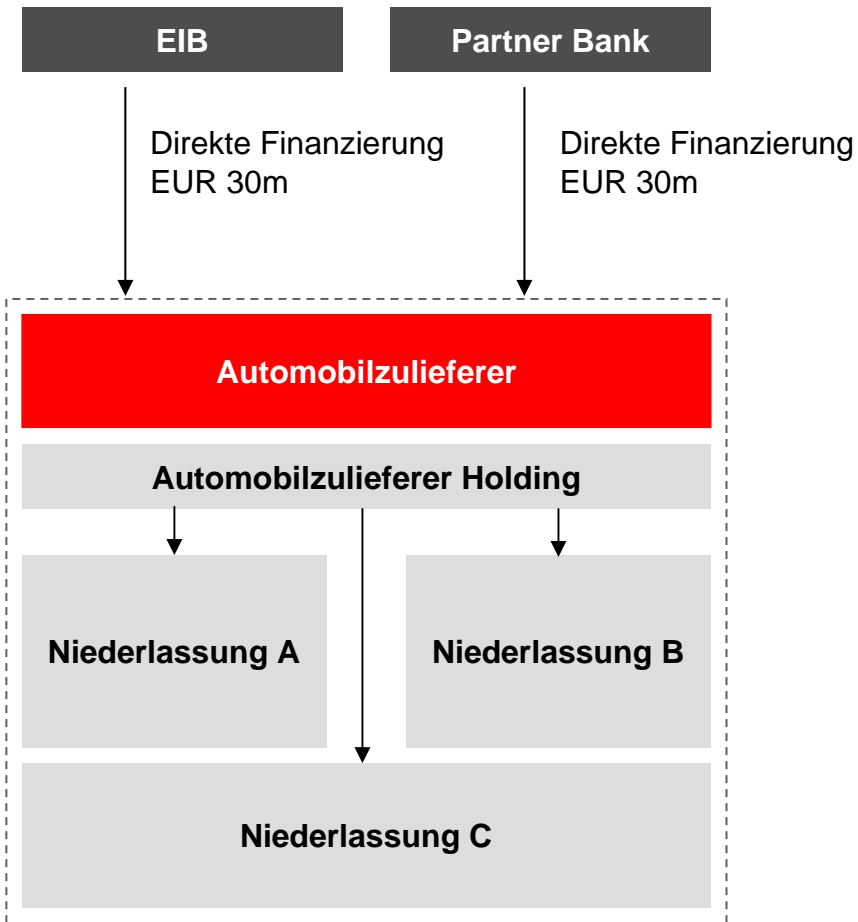 EIB
Partner Bank
Direkte Finanzierung
EUR 30m
Direkte Finanzierung
EUR 30m
Automobilzulieferer
Automobilzulieferer Holding
Niederlassung A
Niederlassung B
Niederlassung C